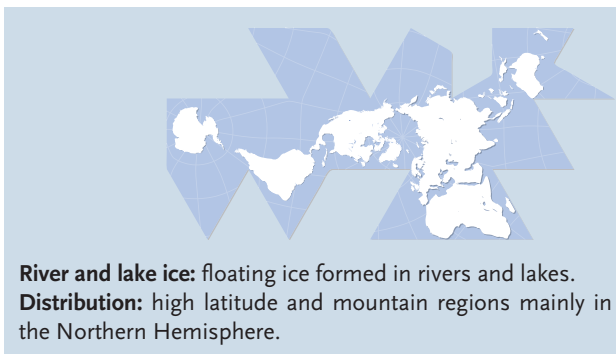 River and lake ice: floating ice formed in rivers and lakes.
Distribution: high latitude and mountain regions mainly in
the Northern Hemisphere.